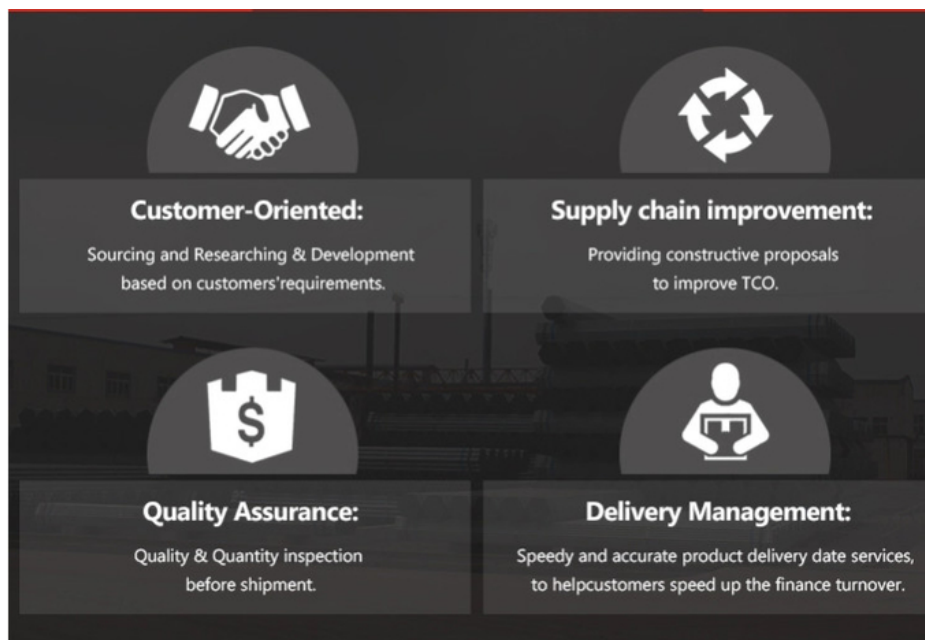 Customer-Oriented:
Sourcing and Researching & Development
based on customers'requirements.
Supply chain improvement:
Providing constructive proposals
to improve TCO.
$
Quality Assurance:
Quality & Quantity inspection
before shipment.
Delivery Management:
Speedy and accurate product delivery date services,
to helpcustomers speed up the finance turnover.